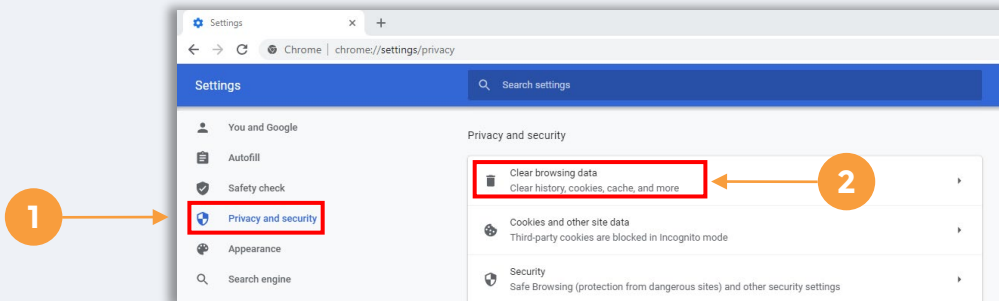 Settings
Chrome | chrome://settings/privacy
Settings
Search settings
You and Google
Autofill
Safety check
Privacy and security
Appearance
Search engine
Privacy and security
Clear browsing data
Clear history, cookies, cache, and more
Cookies and other site data
Third-party cookies are blocked in Incognito mode
Security
Safe Browsing (protection from dangerous sites) and other security settings
1
2